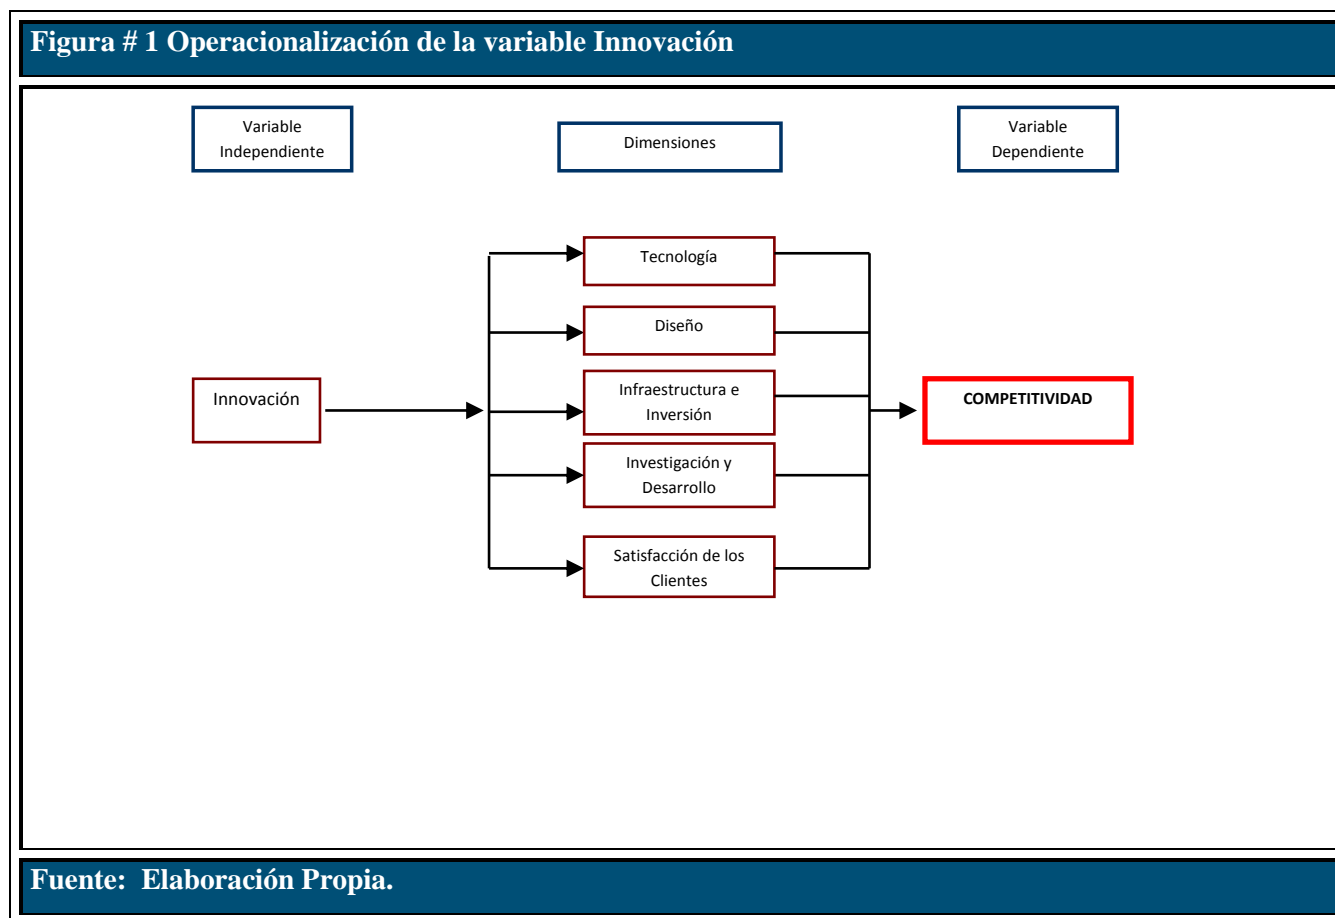 Figura # 1 Operacionalización de la variable Innovación
Variable
Independiente
Dimensiones
Variable
Dependiente
Tecnología
Diseño
Innovación
Infraestructura e
Inversión
COMPETITIVIDAD
Investigación y
Desarrollo
Satisfacción de los
Clientes
Fuente: Elaboración Propia.